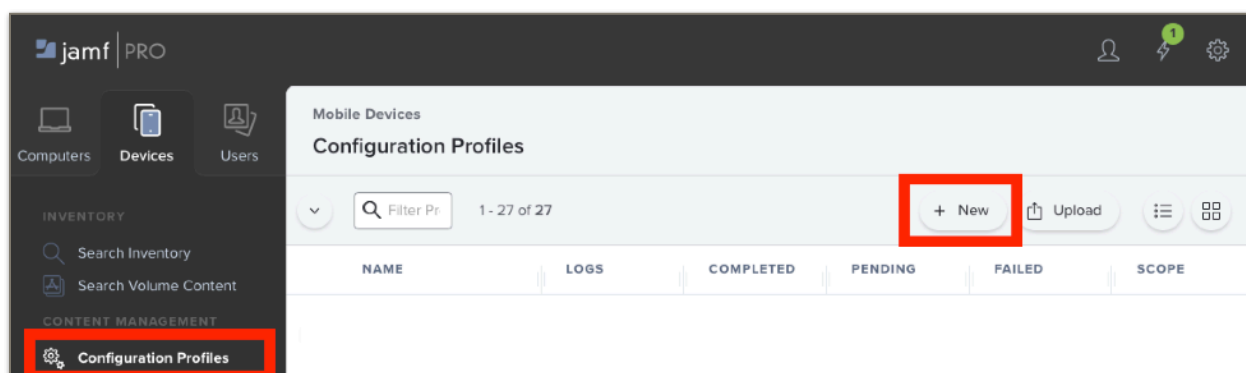 jamf PRO
1
Computers
Devices
Users
Mobile Devices
Configuration Profiles
Filter Pr
1 - 27 of 27
+ New
Upload
INVENTORY
Search Inventory
Search Volume Content
CONTENT MANAGEMENT
Configuration Profiles
NAME
LOGS
COMPLETED
PENDING
FAILED
SCOPE